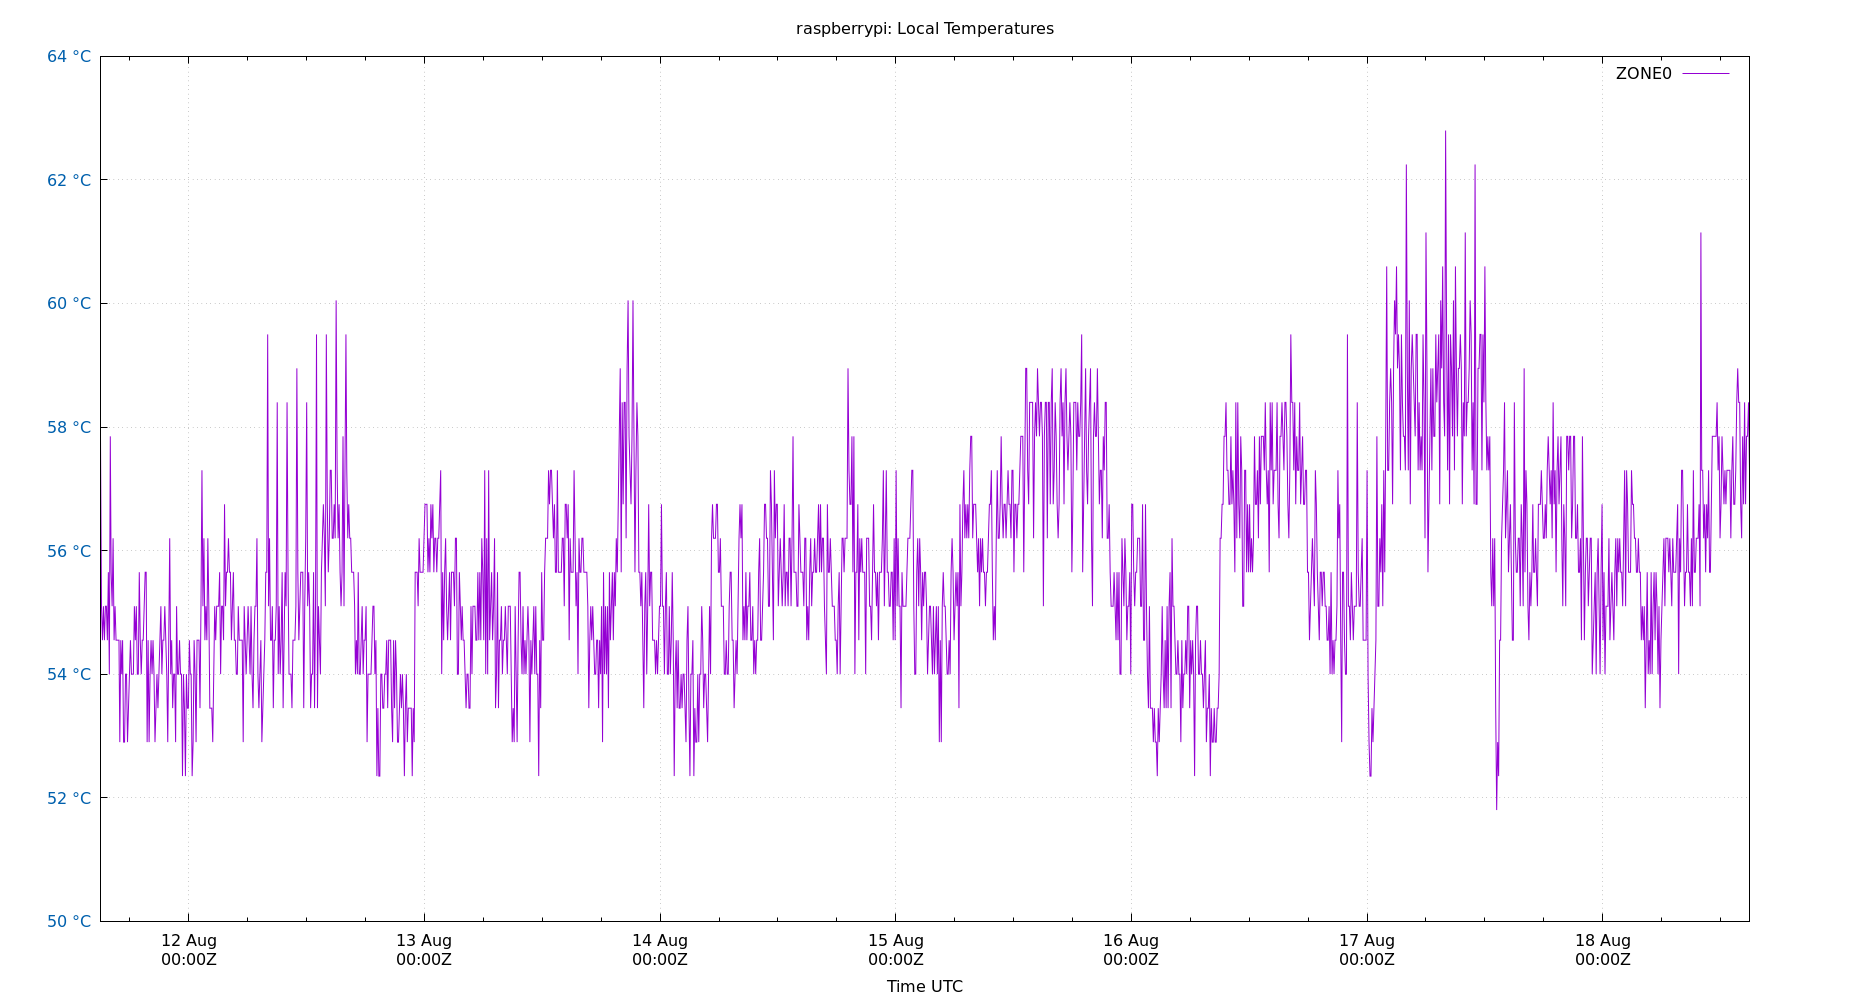 raspberrypi: Local Temperatures
64 °C
ZONE0
62 °C
60 °C
58 °C
56 °C
54 °C
52 °C
50 °C
12 Aug 13 Aug 14 Aug 15 Aug 16 Aug 17 Aug 18 Aug
00:00Z 00:00Z 00:00Z 00:00Z 00:00Z 00:00Z 00:00Z
Time UTC